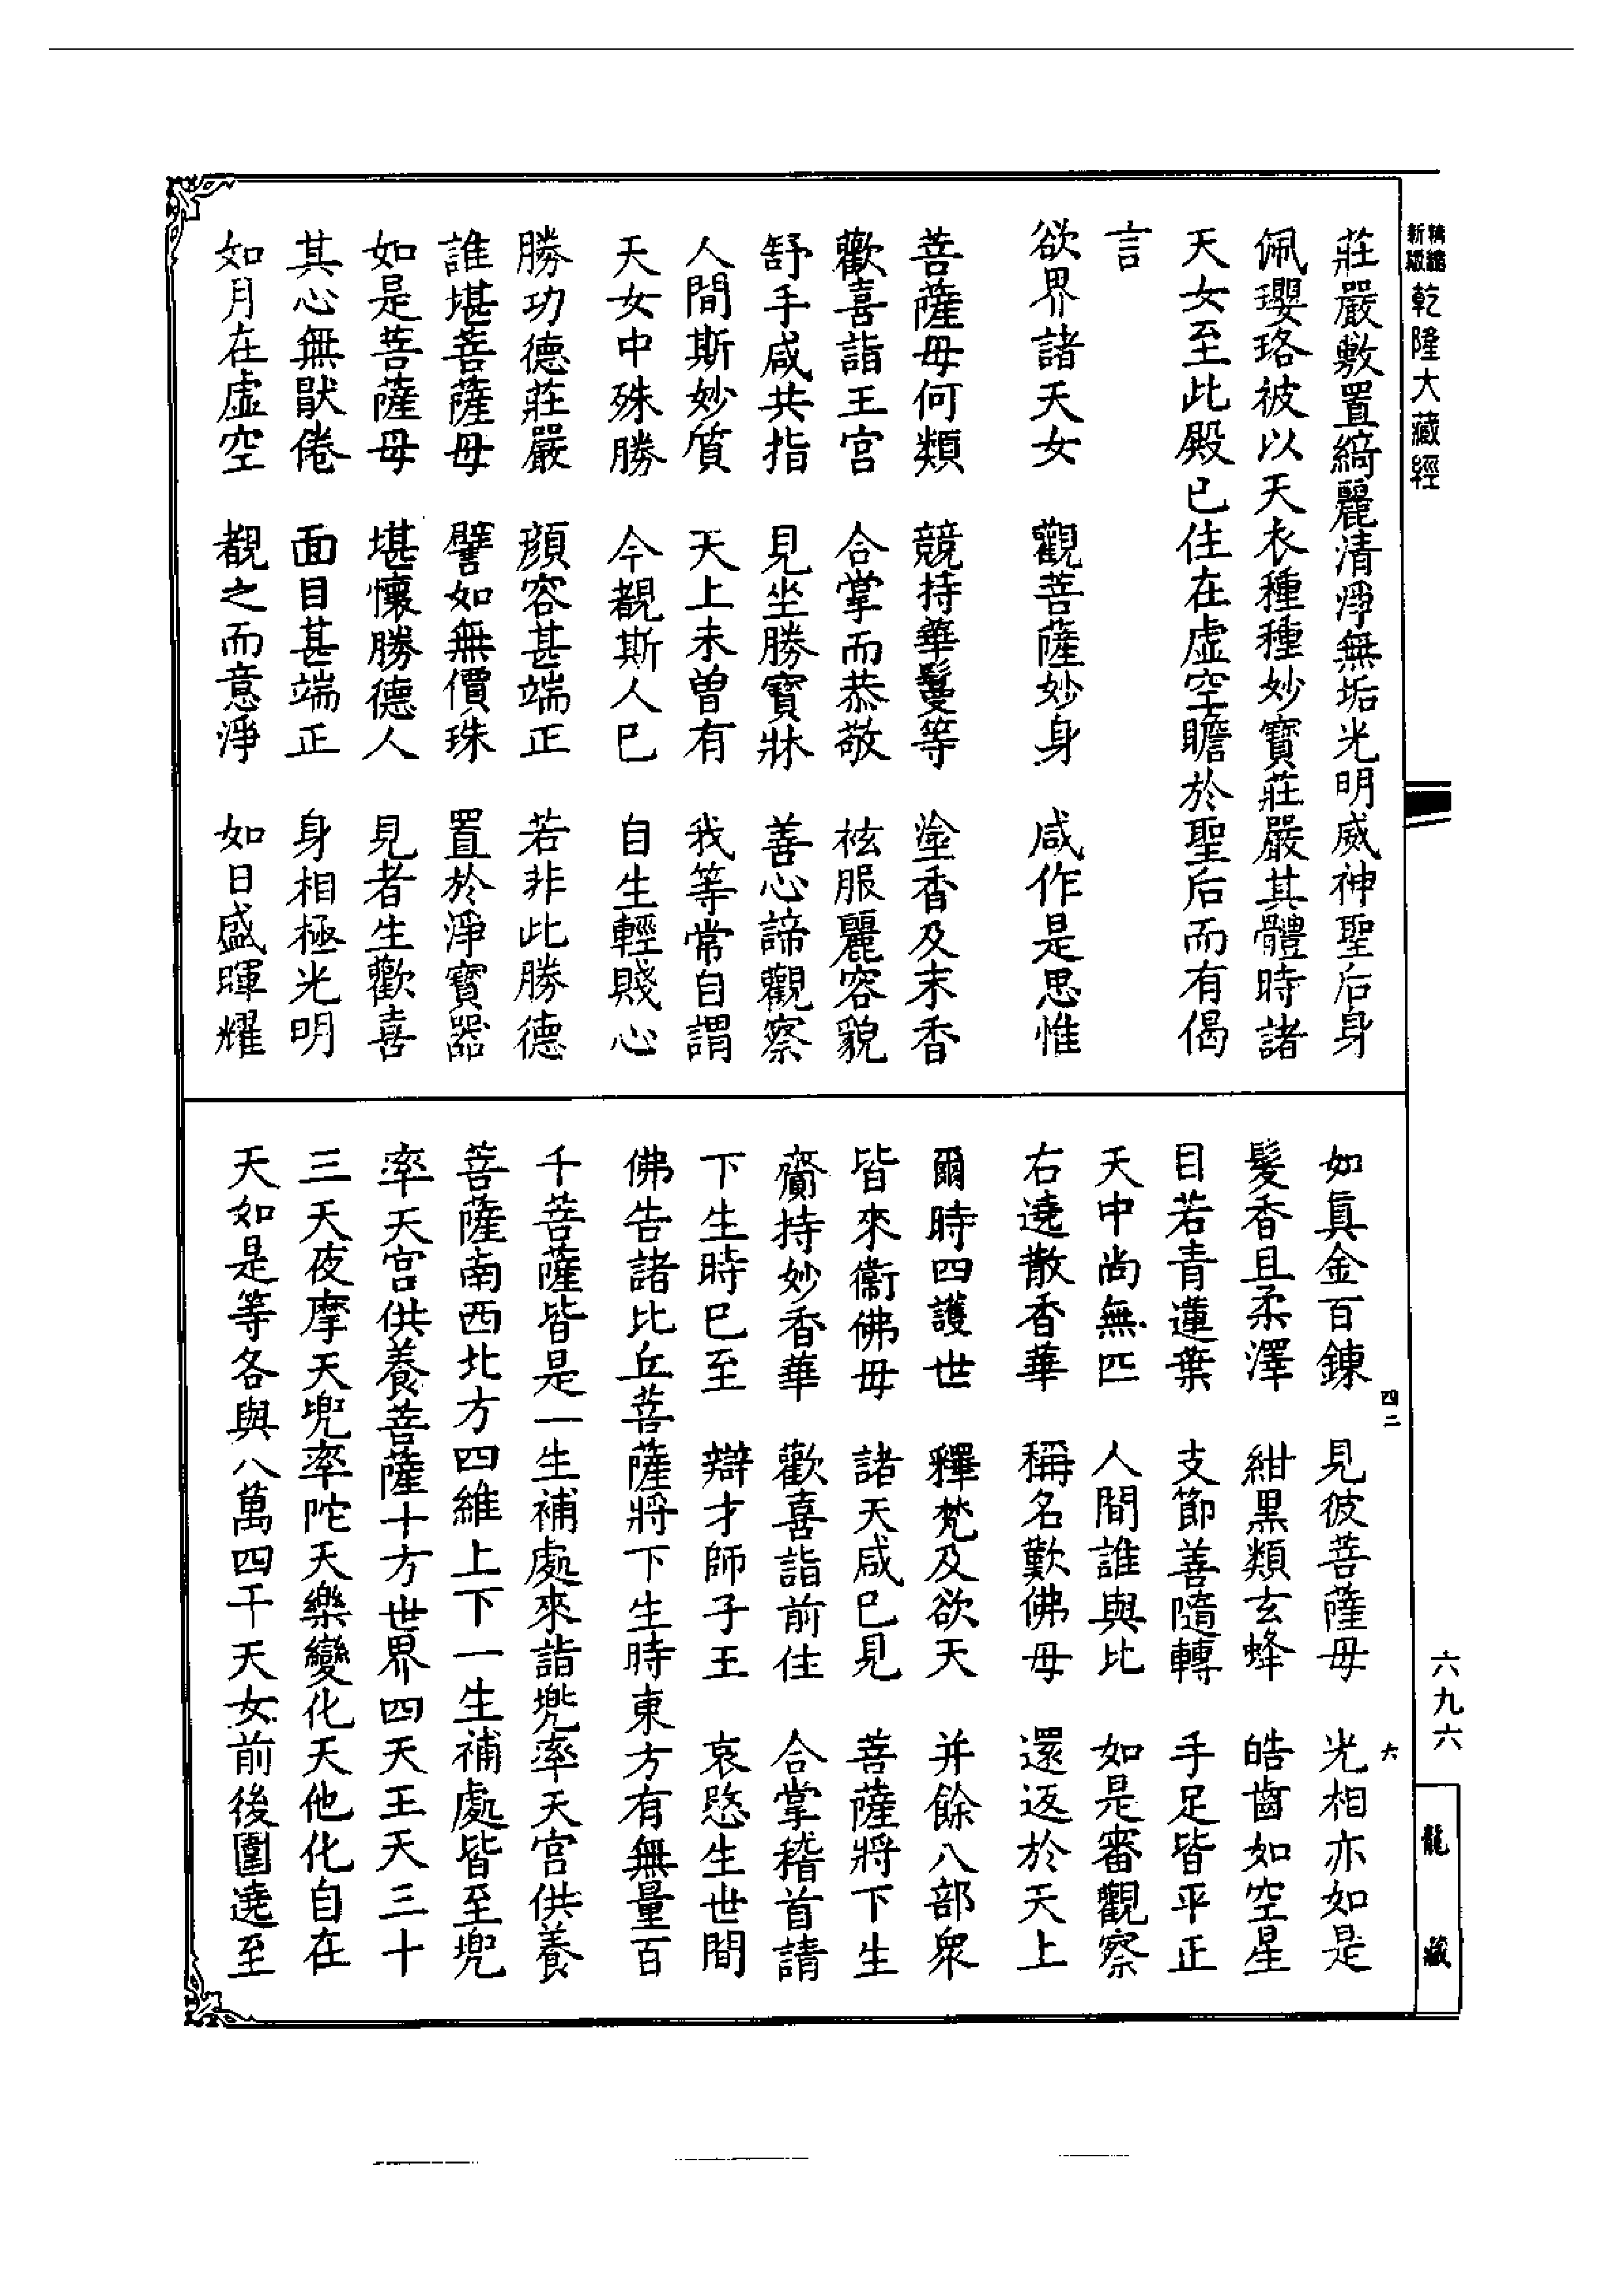 新版
精縮
乾隆大藏經
莊嚴敷置綺麗清淨無垢光明威神聖后身
佩瓔珞被以天衣種種妙寶莊嚴其體時諸
天女至此殿已住在虛空瞻於聖后而有偈
言
欲界諸天女　觀菩薩妙身　咸作是思惟
菩薩母何類　競持華鬘等　塗香及末香
歡喜詣王宮　合掌而恭敬　袨服麗容貌
舒手咸共指　見坐勝寶牀　善心諦觀察
人間斯妙質　天上未曾有　我等常自謂
天女中殊勝　今覩斯人已　自生輕賤心
勝功德莊嚴　顏容甚端正　若非此勝德
誰堪菩薩母　譬如無價珠　置於淨寶器
如是菩薩母　堪懷勝德人　見者生歡喜
其心無猒倦　面目甚端正　身相極光明
如月在虛空　覩之而意淨　如日盛暉耀
如真金百鍊　見彼菩薩母　光相亦如是
髮香且柔澤　紺黑類玄蜂　皓齒如空星
目若青蓮葉　支節善隨轉　手足皆平正
天中尚無匹　人間誰與比　如是審觀察
右遶散香華　稱名歎佛母　還返於天上
爾時四護世　釋梵及欲天　并餘八部眾
皆來衞佛母　諸天咸已見　菩薩將下生
齎持妙香華　歡喜詣前住　合掌稽首請
下生時已至　辯才師子王　哀愍生世間
佛告諸比丘菩薩將下生時東方有無量百
千菩薩皆是一生補處來詣兜率天宮供養
菩薩南西北方四維上下一生補處皆至兜
率天宮供養菩薩十方世界四天王天三十
三天夜摩天兜率陀天樂變化天他化自在
天如是等各與八萬四千天女前後圍遶至
四二
六
六九六
龍藏